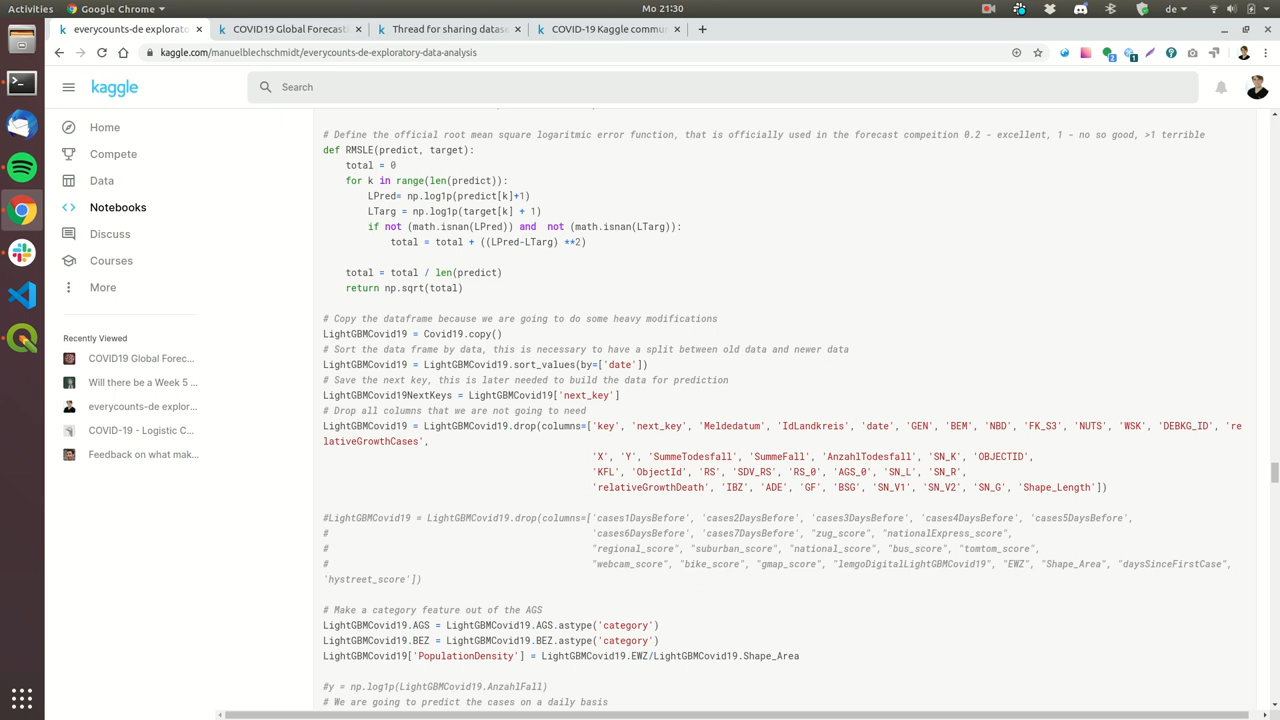 Activities
Google Chrome
Mo 21:30
de
everycounts-de explorato
COVID19 Global Forecasti
Thread for sharing datase
COVID-19 Kaggle commun
kaggle.com/manuelblechschmidt/everycounts-de-exploratory-data-analysis
kaggle
Search
Home
Compete
Data
Notebooks
Discuss
Courses
More
Recently Viewed
COVID19 Global Forec...
Will there be a Week 5 ...
everycounts-de explor...
COVID-19 - Logistic C...
Feedback on what mak...
# Define the official root mean square logaritmic error function, that is officially used in the forecast compeition 0.2 - excellent, 1 - no so good, >1 terrible
def RMSLE(predict, target):
    total = 0
    for k in range(len(predict)):
        LPred= np.log1p(predict[k]+1)
        LTarg = np.log1p(target[k] + 1)
        if not (math.isnan(LPred)) and  not (math.isnan(LTarg)):
            total = total + ((LPred-LTarg) **2)
    total = total / len(predict)
    return np.sqrt(total)
# Copy the dataframe because we are going to do some heavy modifications
LightGBMCovid19 = Covid19.copy()
# Sort the data frame by data, this is necessary to have a split between old data and newer data
LightGBMCovid19 = LightGBMCovid19.sort_values(by=['date'])
# Save the next key, this is later needed to build the data for prediction
LightGBMCovid19NextKeys = LightGBMCovid19['next_key']
# Drop all columns that we are not going to need
LightGBMCovid19 = LightGBMCovid19.drop(columns=['key', 'next_key', 'Meldedatum', 'IdLandkreis', 'date', 'GEN', 'BEM', 'NBD', 'FK_S3', 'NUTS', 'WSK', 'DEBKG_ID', 're
lativeGrowthCases',
'X', 'Y', 'SummeTodesfall', 'SummeFall', 'AnzahlTodesfall', 'SN_K', 'OBJECTID',
'KFL', 'ObjectId', 'RS', 'SDV_RS', 'RS_0', 'AGS_0', 'SN_L', 'SN_R',
'relativeGrowthDeath', 'IBZ', 'ADE', 'GF', 'BSG', 'SN_V1', 'SN_V2', 'SN_G', 'Shape_Length'])
#LightGBMCovid19 = LightGBMCovid19.drop(columns=['cases1DaysBefore', 'cases2DaysBefore', 'cases3DaysBefore', 'cases4DaysBefore', 'cases5DaysBefore',
# 'cases6DaysBefore', 'cases7DaysBefore', "zug_score", "nationalExpress_score",
# "regional_score", "suburban_score", "national_score", "bus_score", "tomtom_score",
# "webcam_score", "bike_score", "gmap_score", "lemgoDigitalLightGBMCovid19", "EWZ", "Shape_Area", "daysSinceFirstCase",
'hystreet_score'])
# Make a category feature out of the AGS
LightGBMCovid19.AGS = LightGBMCovid19.AGS.astype('category')
LightGBMCovid19.BEZ = LightGBMCovid19.BEZ.astype('category')
LightGBMCovid19['PopulationDensity'] = LightGBMCovid19.EWZ/LightGBMCovid19.Shape_Area
#y = np.log1p(LightGBMCovid19.AnzahlFall)
# We are going to predict the cases on a daily basis